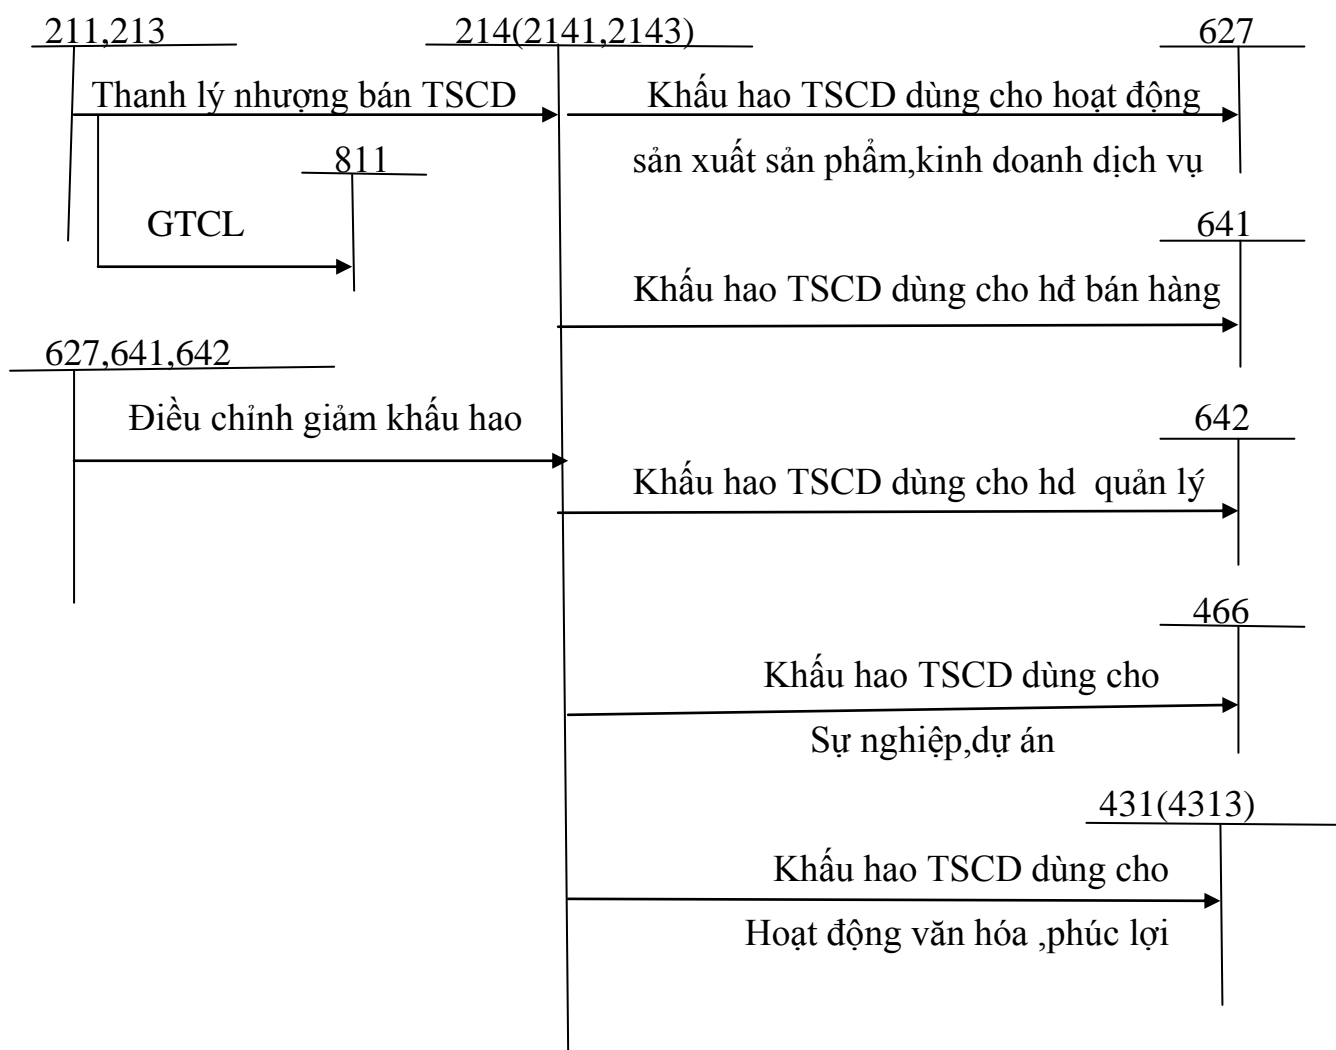 211,213
214(2141,2143)
627
Thanh lý nhượng bán TSCD
Khấu hao TSCD dùng cho hoạt động
sản xuất sản phẩm,kinh doanh dịch vụ
811
GTCL
641
Khấu hao TSCD dùng cho hđ bán hàng
627,641,642
Điều chỉnh giảm khấu hao
642
Khấu hao TSCD dùng cho hd quản lý
466
Khấu hao TSCD dùng cho
Sự nghiệp,dự án
431(4313)
Khấu hao TSCD dùng cho
Hoạt động văn hóa ,phúc lợi